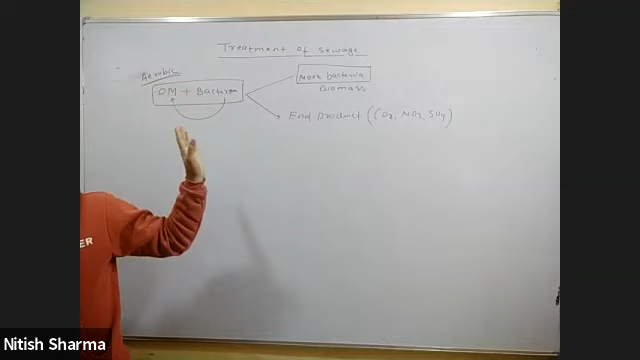 Treatment of sewage
Aerobic
OM + Bacteria
More bacteria
Biomass
End product (CO2, NO3, SO4)
ER
Nitish Sharma